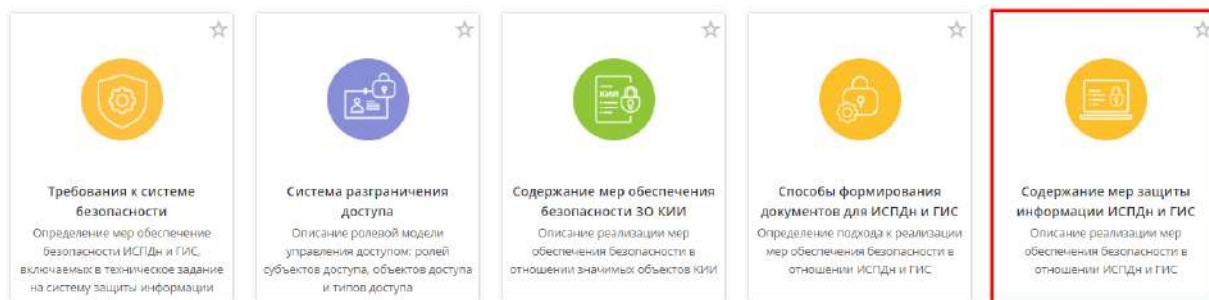 Требования к системе
безопасности
Определение мер обеспечение
безопасности ИСПДн и ГИС,
включаемых в техническое задание
на систему защиты информации
Система разграничения
доступа
Описание ролевой модели
управления доступом: ролей
субъектов доступа, объектов доступа
и типов доступа
КИИ
Содержание мер обеспечения
безопасности ЗО КИИ
Описание реализации мер
обеспечения безопасности в
отношении значимых объектов КИИ
Способы формирования
документов для ИСПДн и ГИС
Определение подхода к реализации
мер обеспечения безопасности в
отношении ИСПДн и ГИС
Содержание мер защиты
информации ИСПДн и ГИС
Описание реализации мер
обеспечения безопасности в
отношении ИСПДн и ГИС